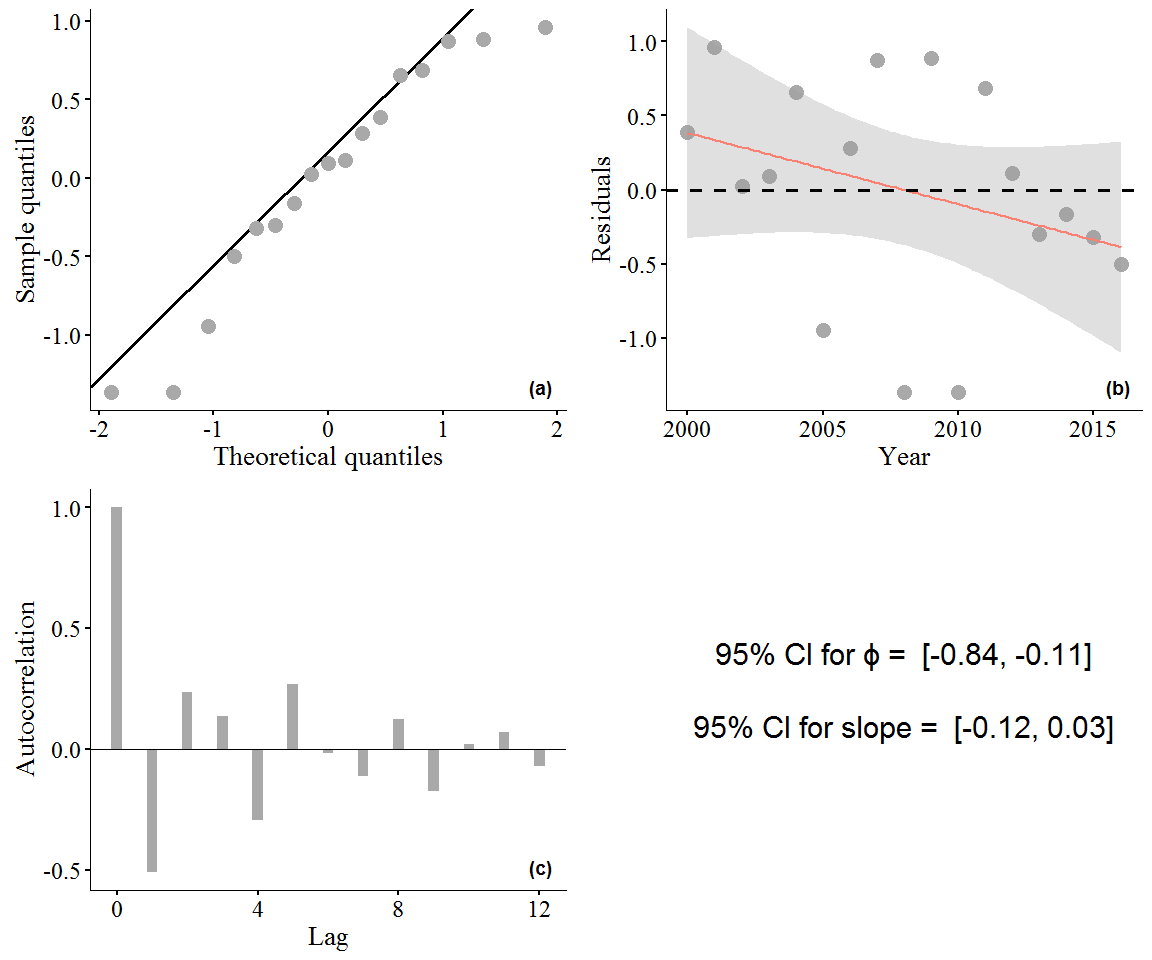 1.0
0.5
0.0
-0.5
-1.0
Sample quantiles
-2
-1
0
1
2
Theoretical quantiles
(a)
1.0
0.5
0.0
-0.5
-1.0
Residuals
2000
2005
2010
2015
Year
(b)
1.0
0.5
0.0
-0.5
Autocorrelation
0
4
8
12
Lag
(c)
95% CI for ϕ = [-0.84, -0.11]
95% CI for slope = [-0.12, 0.03]